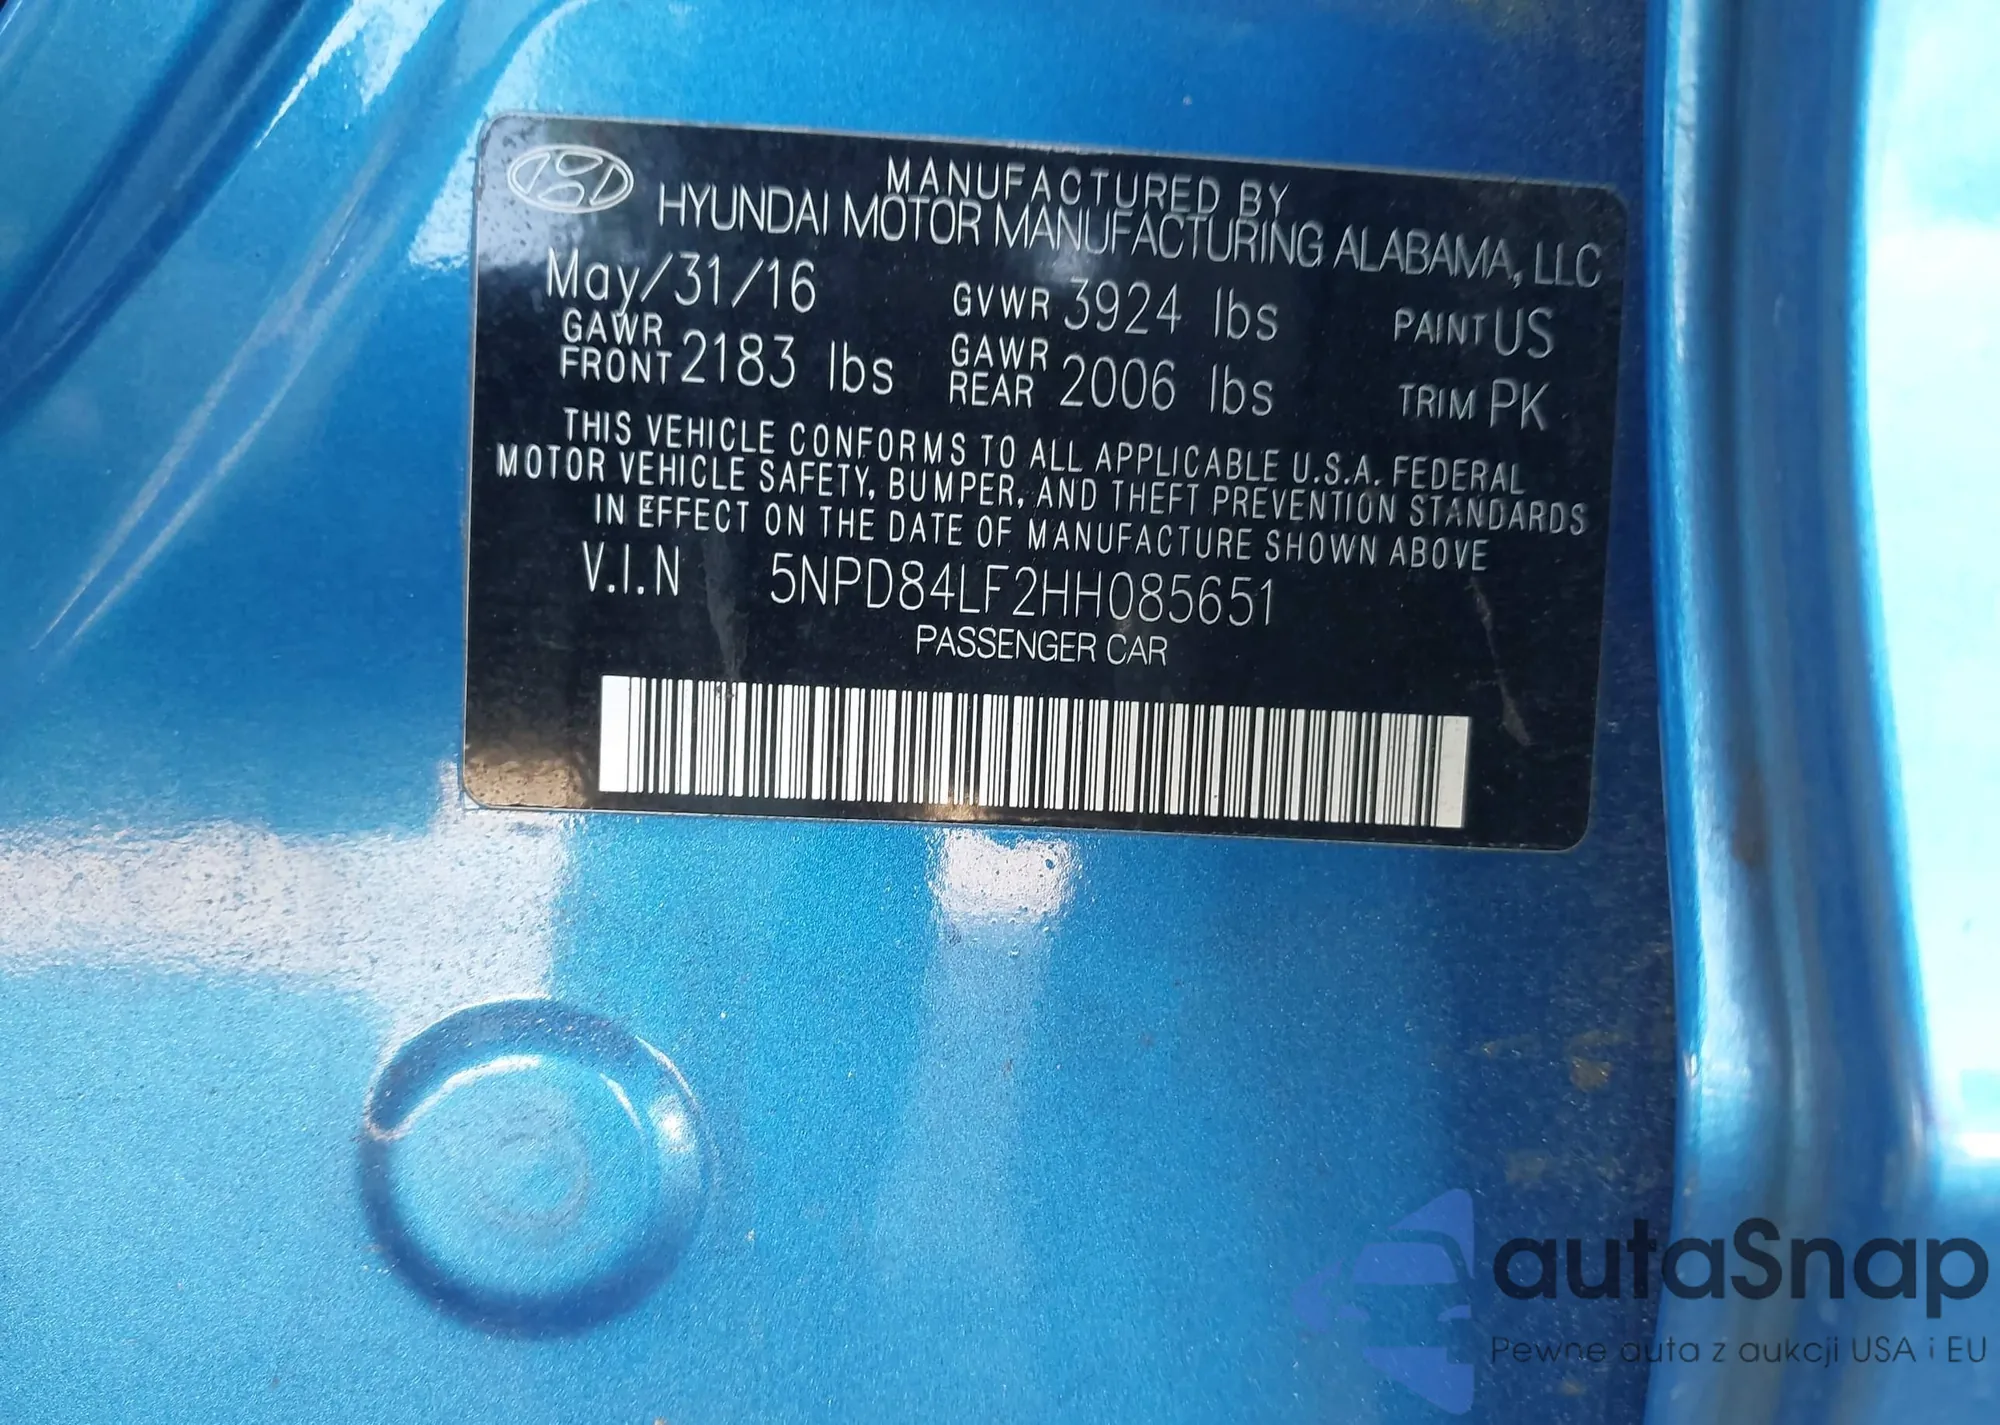 MANUFACTURED BY
HYUNDAI MOTOR MANUFACTURING ALABAMA, LLC
May/31/16 GVWR 3924 lbs PAINT US
GAWR FRONT 2183 lbs GAWR REAR 2006 lbs TRIM PK
THIS VEHICLE CONFORMS TO ALL APPLICABLE U.S.A. FEDERAL
MOTOR VEHICLE SAFETY, BUMPER, AND THEFT PREVENTION STANDARDS
IN EFFECT ON THE DATE OF MANUFACTURE SHOWN ABOVE
V.I.N 5NPD84LF2HH085651
PASSENGER CAR
autaSnap
Pewne auta z aukcji USA i EU